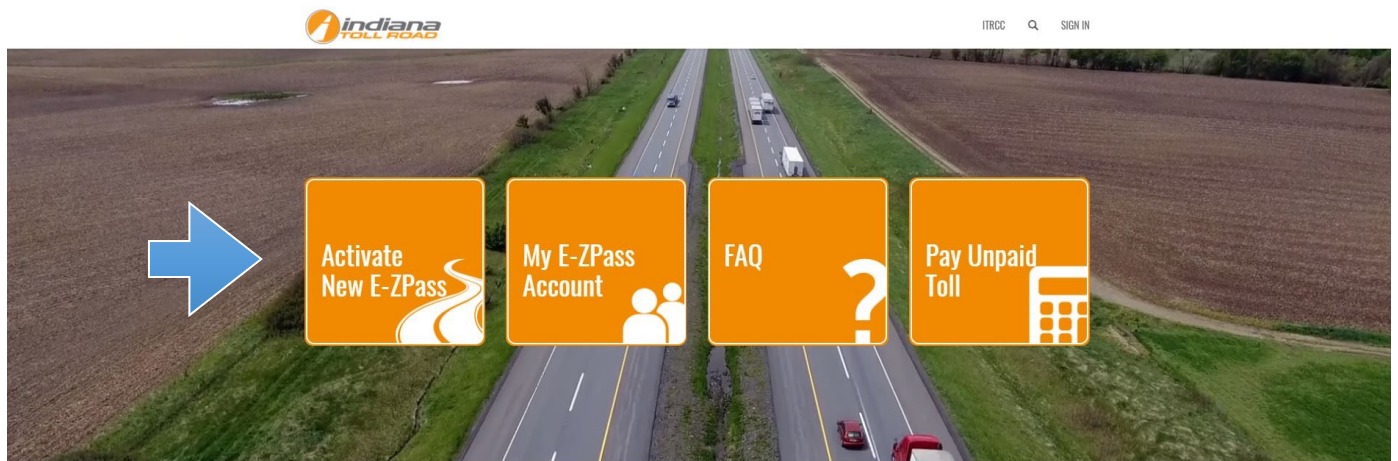 indiana
TOLL ROAD
ITRCC
SIGN IN
Activate
New E-ZPass
My E-ZPass
Account
FAQ
?
Pay Unpaid
Toll